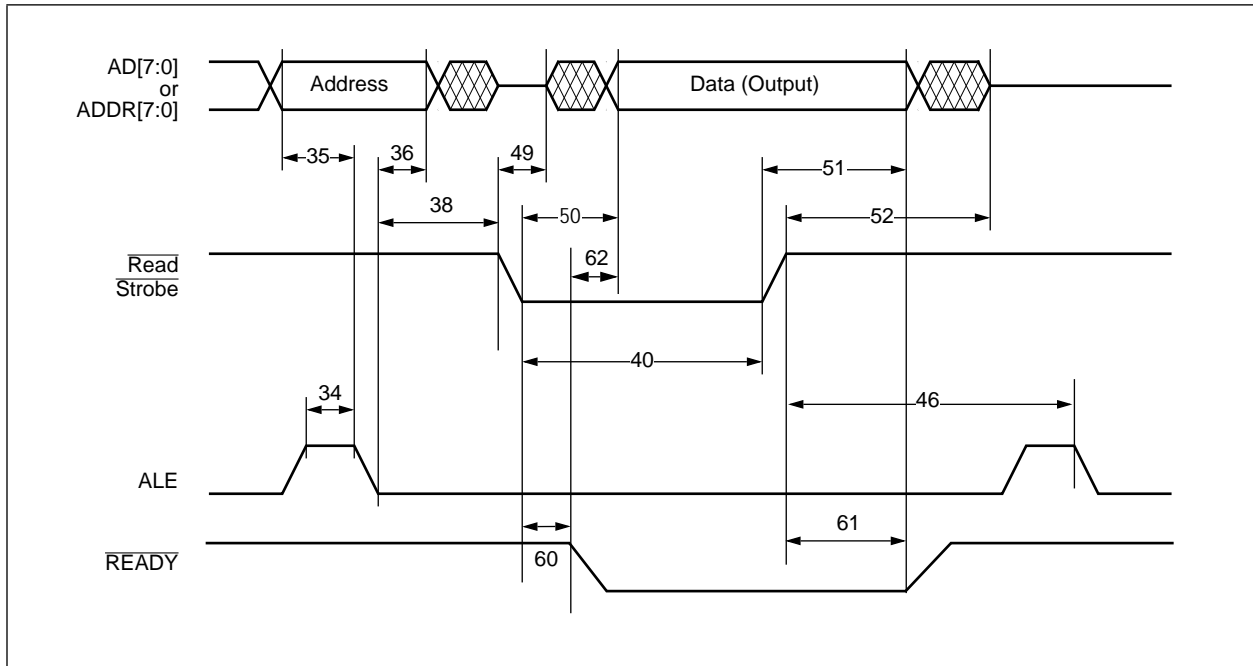 AD[7:0]
or
ADDR[7:0]
Address
Data (Output)
35
36
49
51
38
50
52
62
Read
Strobe
40
34
46
ALE
60
61
READY